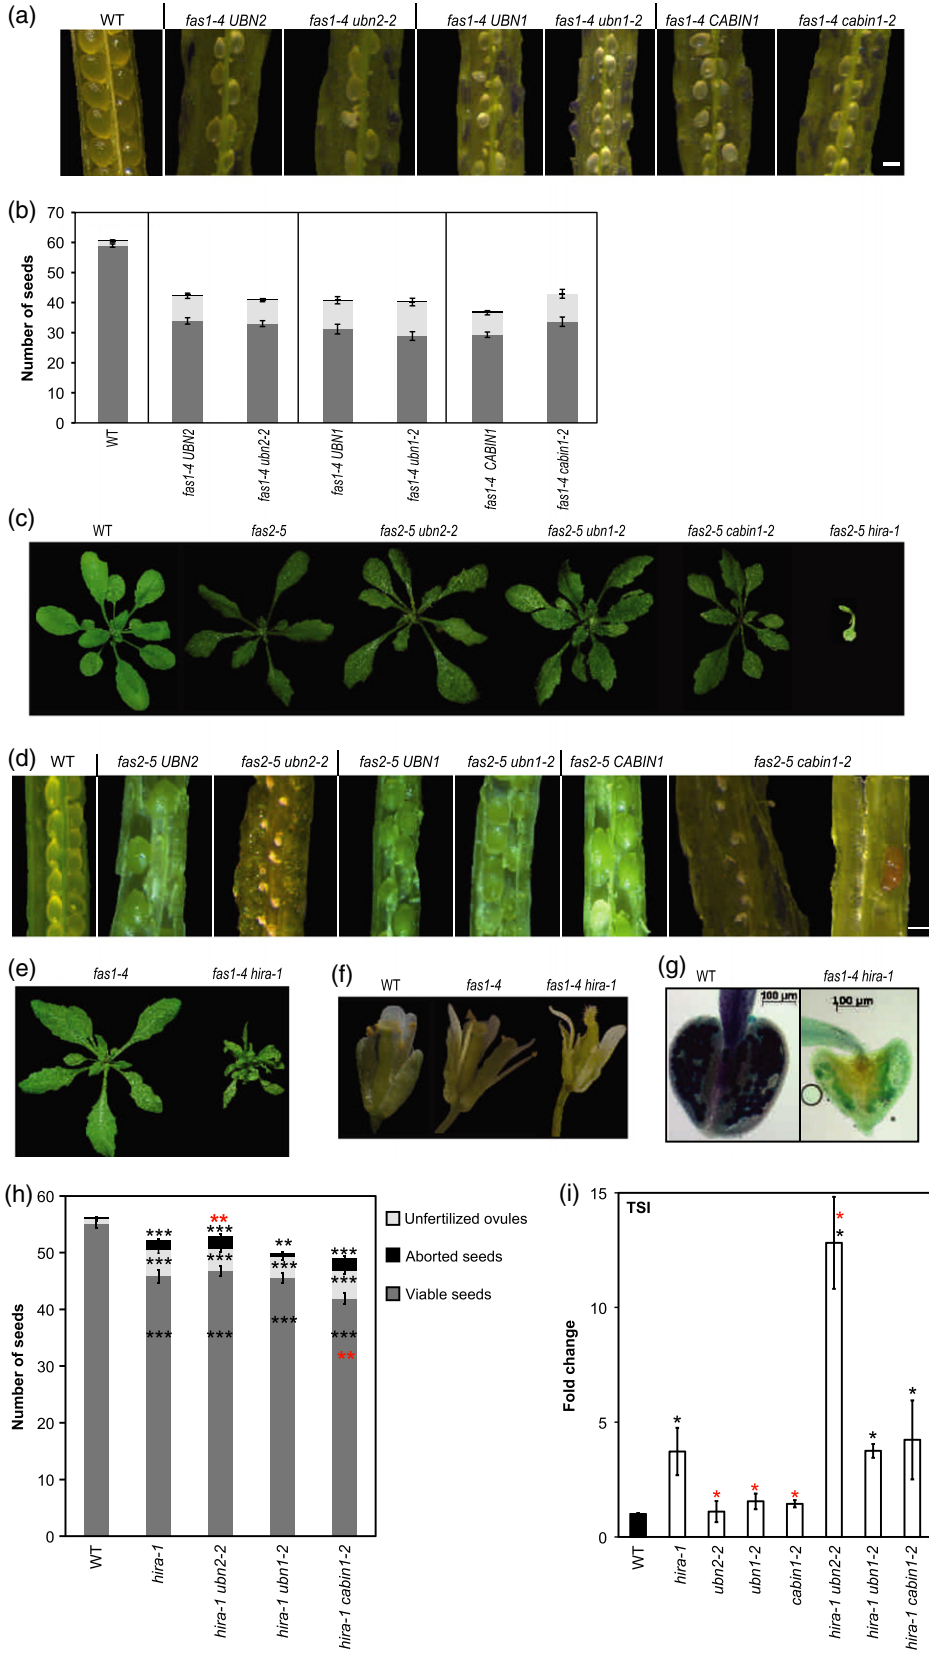 (a)
WT fas1-4 UBN2 fas1-4 ubn2-2 fas1-4 UBN1 fas1-4 ubn1-2 fas1-4 CABIN1 fas1-4 cabin1-2
(b)
Number of seeds
70
60
50
40
30
20
10
0
WT
fas1-4 UBN2
fas1-4 ubn2-2
fas1-4 UBN1
fas1-4 ubn1-2
fas1-4 CABIN1
fas1-4 cabin1-2
(c)
WT fas2-5 fas2-5 ubn2-2 fas2-5 ubn1-2 fas2-5 cabin1-2 fas2-5 hira-1
(d)
WT fas2-5 UBN2 fas2-5 ubn2-2 fas2-5 UBN1 fas2-5 ubn1-2 fas2-5 CABIN1 fas2-5 cabin1-2
(e)
fas1-4 fas1-4 hira-1
(f)
WT fas1-4 fas1-4 hira-1
(g)
WT fas1-4 hira-1
100 µm 100 µm
(h)
Number of seeds
60
50
40
30
20
10
0
***
***
***
**
***
***
***
**
***
***
***
***
***
**
WT
hira-1
hira-1 ubn2-2
hira-1 ubn1-2
hira-1 cabin1-2
Unfertilized ovules
Aborted seeds
Viable seeds
(i)
TSI
Fold change
15
10
5
0
*
*
*
*
*
*
*
*
WT
hira-1
ubn2-2
ubn1-2
cabin1-2
hira-1 ubn2-2
hira-1 ubn1-2
hira-1 cabin1-2